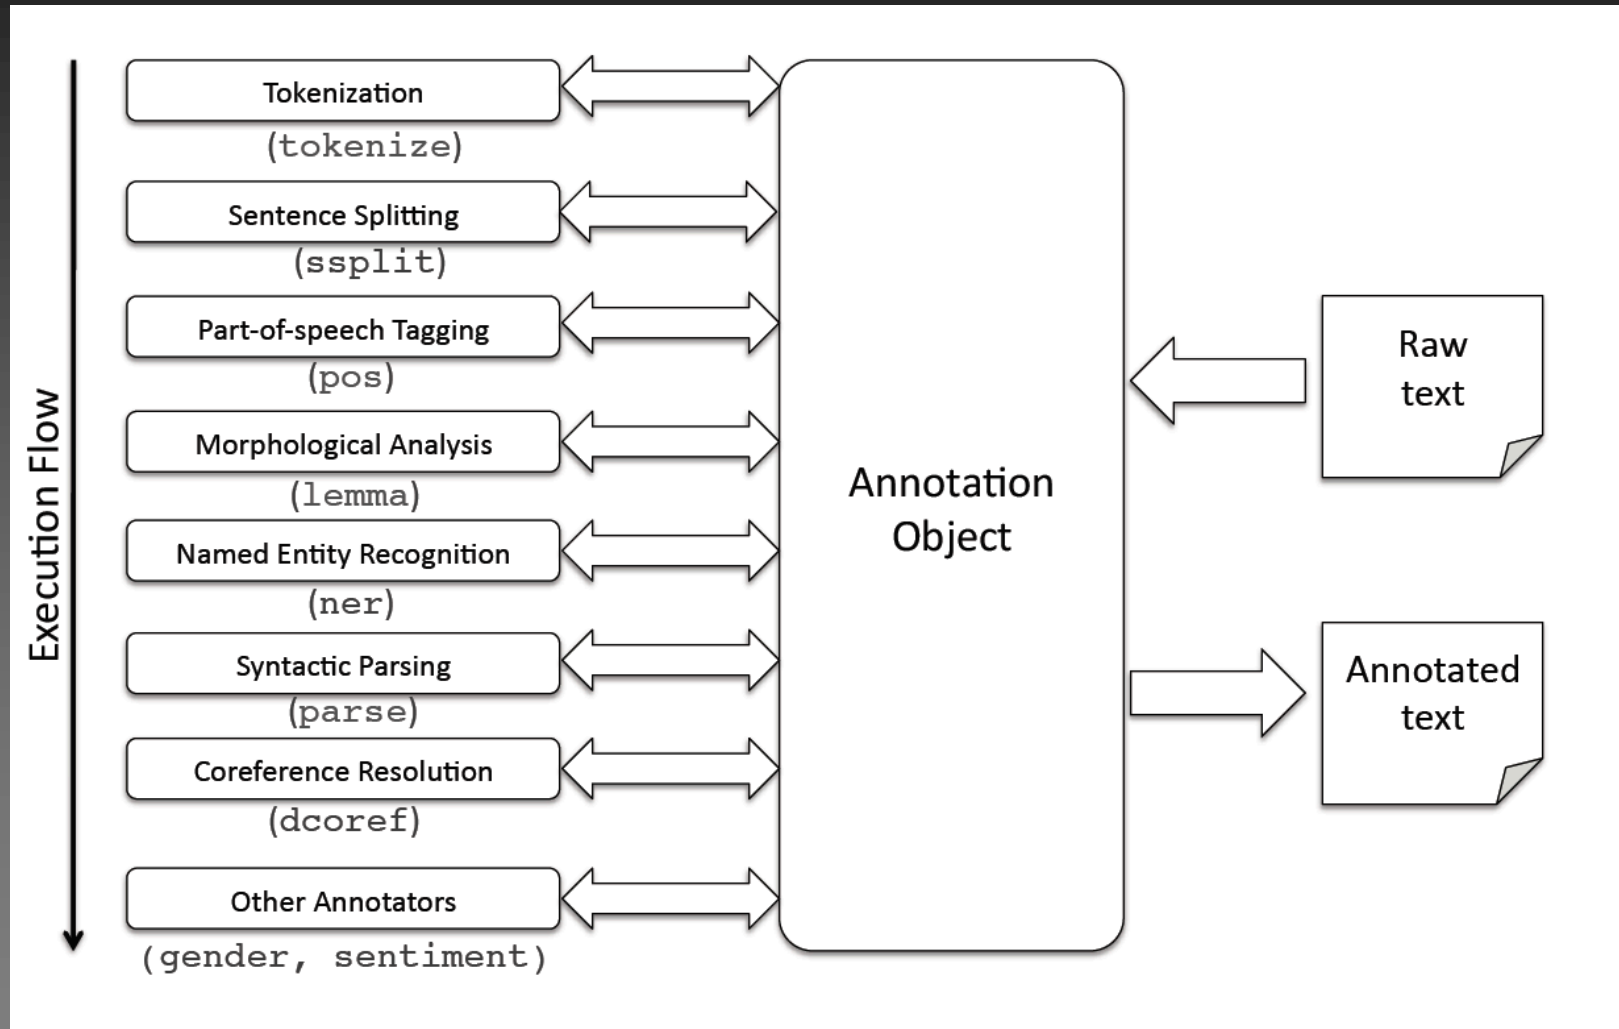 Execution Flow
Tokenization
(tokenize)
Sentence Splitting
(ssplit)
Part-of-speech Tagging
(pos)
Morphological Analysis
(lemma)
Named Entity Recognition
(ner)
Syntactic Parsing
(parse)
Coreference Resolution
(dcoref)
Other Annotators
(gender, sentiment)
Annotation
Object
Raw
text
Annotated
text